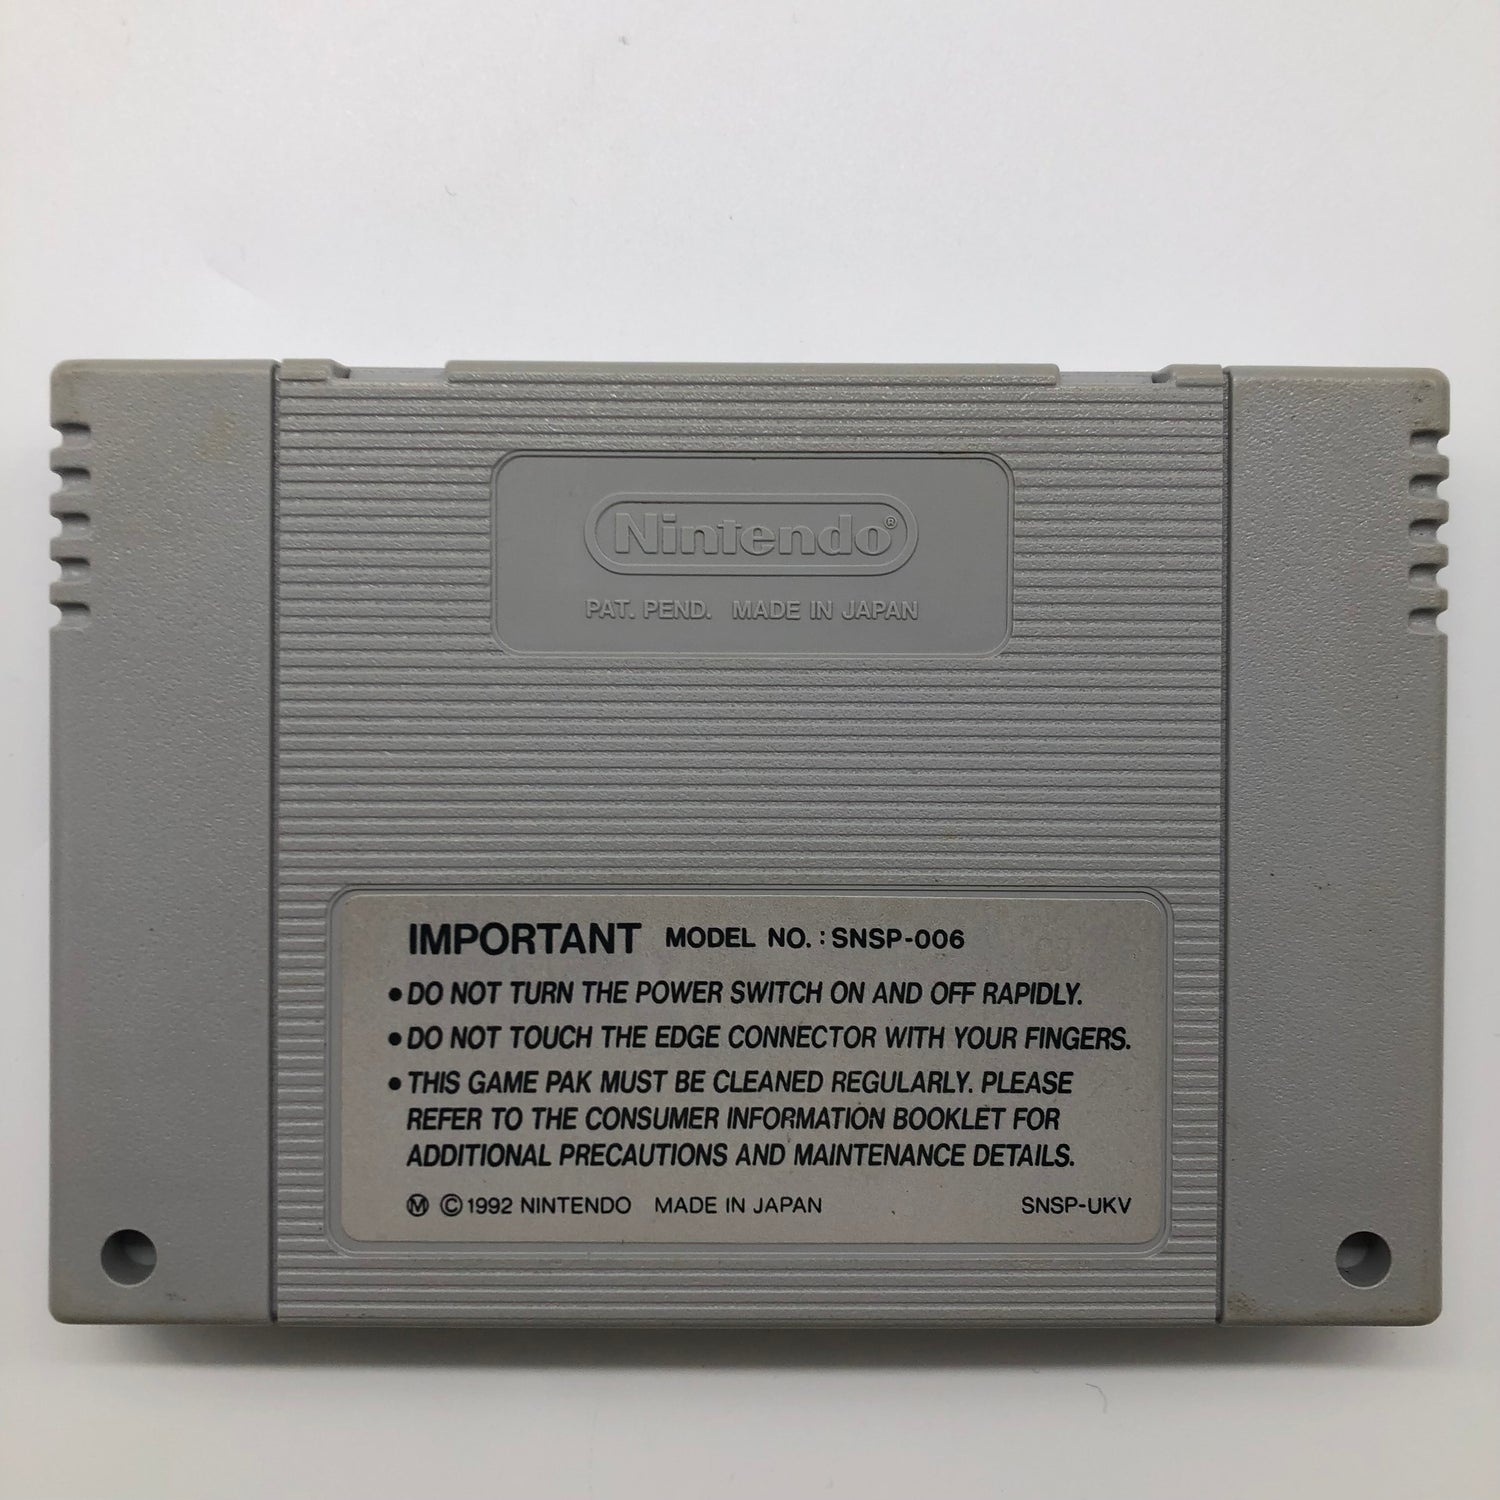 Nintendo®
PAT. PEND. MADE IN JAPAN
IMPORTANT MODEL NO. : SNSP-006
● DO NOT TURN THE POWER SWITCH ON AND OFF RAPIDLY.
● DO NOT TOUCH THE EDGE CONNECTOR WITH YOUR FINGERS.
● THIS GAME PAK MUST BE CLEANED REGULARLY. PLEASE
REFER TO THE CONSUMER INFORMATION BOOKLET FOR
ADDITIONAL PRECAUTIONS AND MAINTENANCE DETAILS.
Ⓜ ©1992 NINTENDO MADE IN JAPAN SNSP-UKV